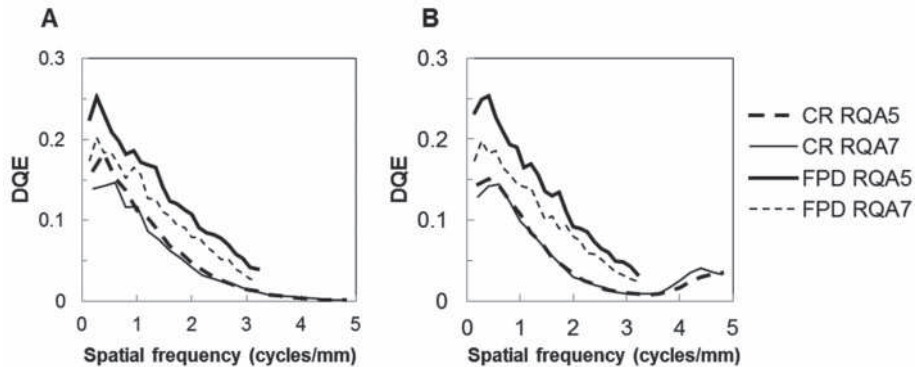 A
0.3
0.2
0.1
0
DQE
0 1 2 3 4 5
Spatial frequency (cycles/mm)
B
0.3
0.2
0.1
0
DQE
0 1 2 3 4 5
Spatial frequency (cycles/mm)
CR RQA5
CR RQA7
FPD RQA5
FPD RQA7